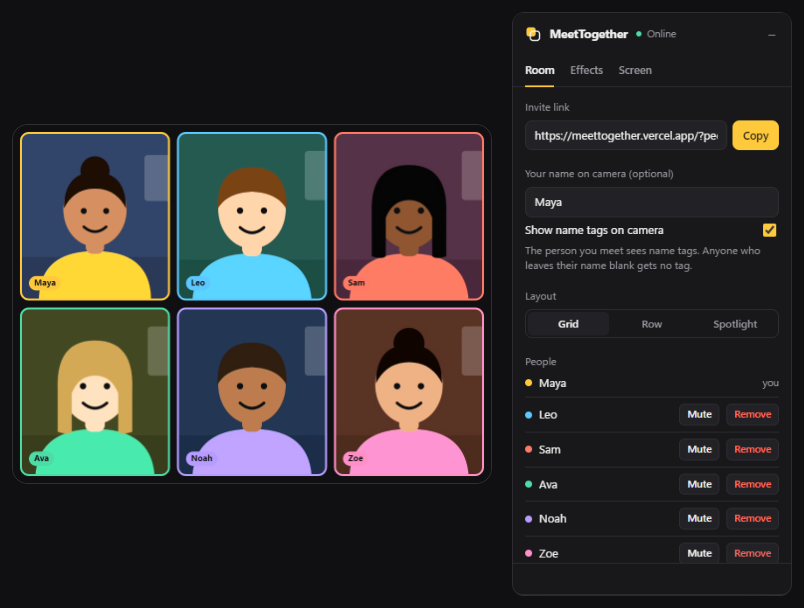 Maya
Leo
Sam
Ava
Noah
Zoe
MeetTogether
Online
Room Effects Screen
Invite link
https://meettogether.vercel.app/?pe
Copy
Your name on camera (optional)
Maya
Show name tags on camera
The person you meet sees name tags. Anyone who
leaves their name blank gets no tag.
Layout
Grid Row Spotlight
People
Maya you
Leo Mute Remove
Sam Mute Remove
Ava Mute Remove
Noah Mute Remove
Zoe Mute Remove